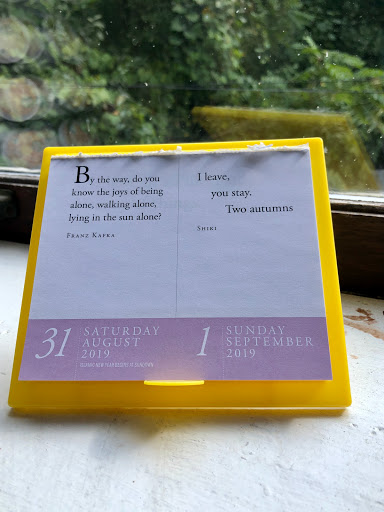 By the way, do you
know the joys of being
alone, walking alone,
lying in the sun alone?
Franz Kafka
31 SATURDAY
AUGUST
2019
I leave,
you stay.
Two autumns
Shiki
1 SUNDAY
SEPTEMBER
2019